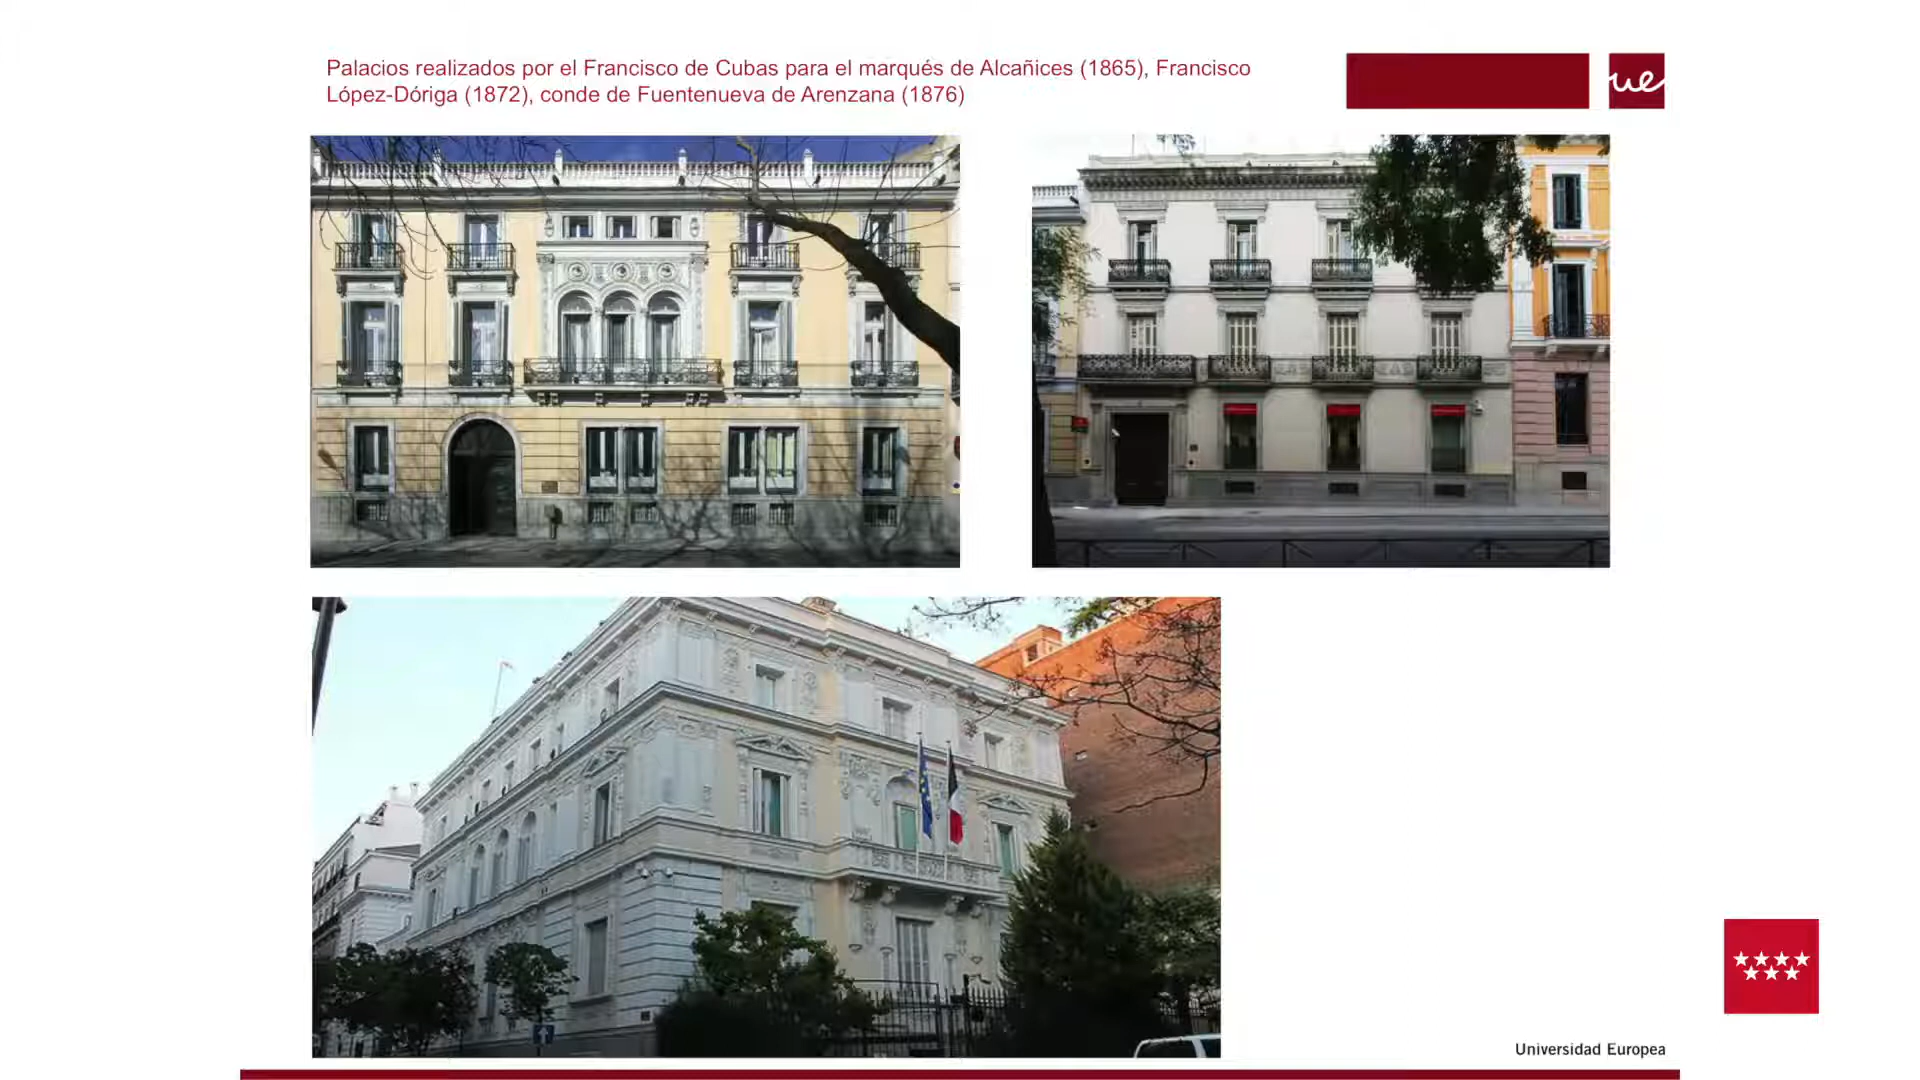 Palacios realizados por el Francisco de Cubas para el marqués de Alcañices (1865), Francisco
López-Dóriga (1872), conde de Fuentenueva de Arenzana (1876)
ue
Universidad Europea